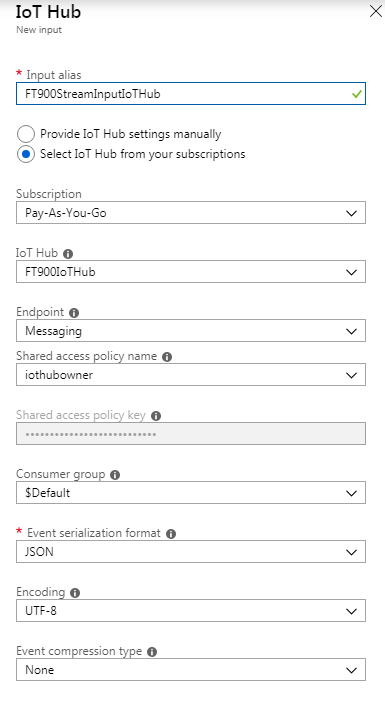 IoT Hub
New input
* Input alias
FT900StreamInputIoTHub
Provide IoT Hub settings manually
Select IoT Hub from your subscriptions
Subscription
Pay-As-You-Go
IoT Hub
FT900IoTHub
Endpoint
Messaging
Shared access policy name
iothubowner
Shared access policy key
••••••••••••••••••••••••••••
Consumer group
$Default
* Event serialization format
JSON
Encoding
UTF-8
Event compression type
None